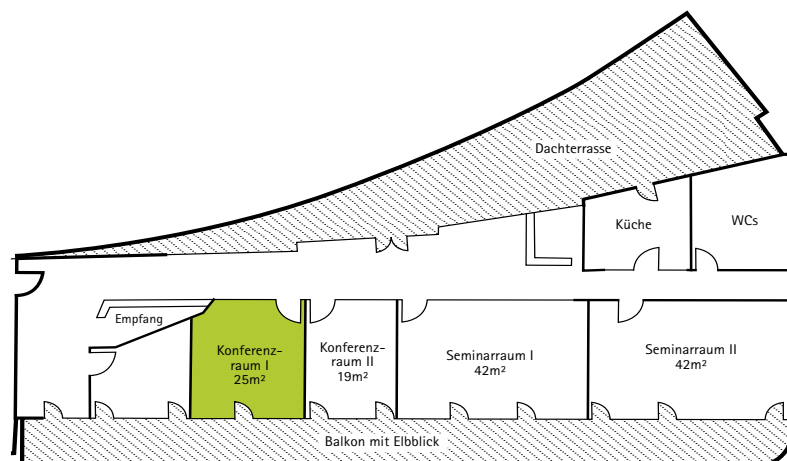 Dachterrasse
Küche
WCs
Empfang
Konferenz-
raum I
25m²
Konferenz-
raum II
19m²
Seminarraum I
42m²
Seminarraum II
42m²
Balkon mit Elbblick